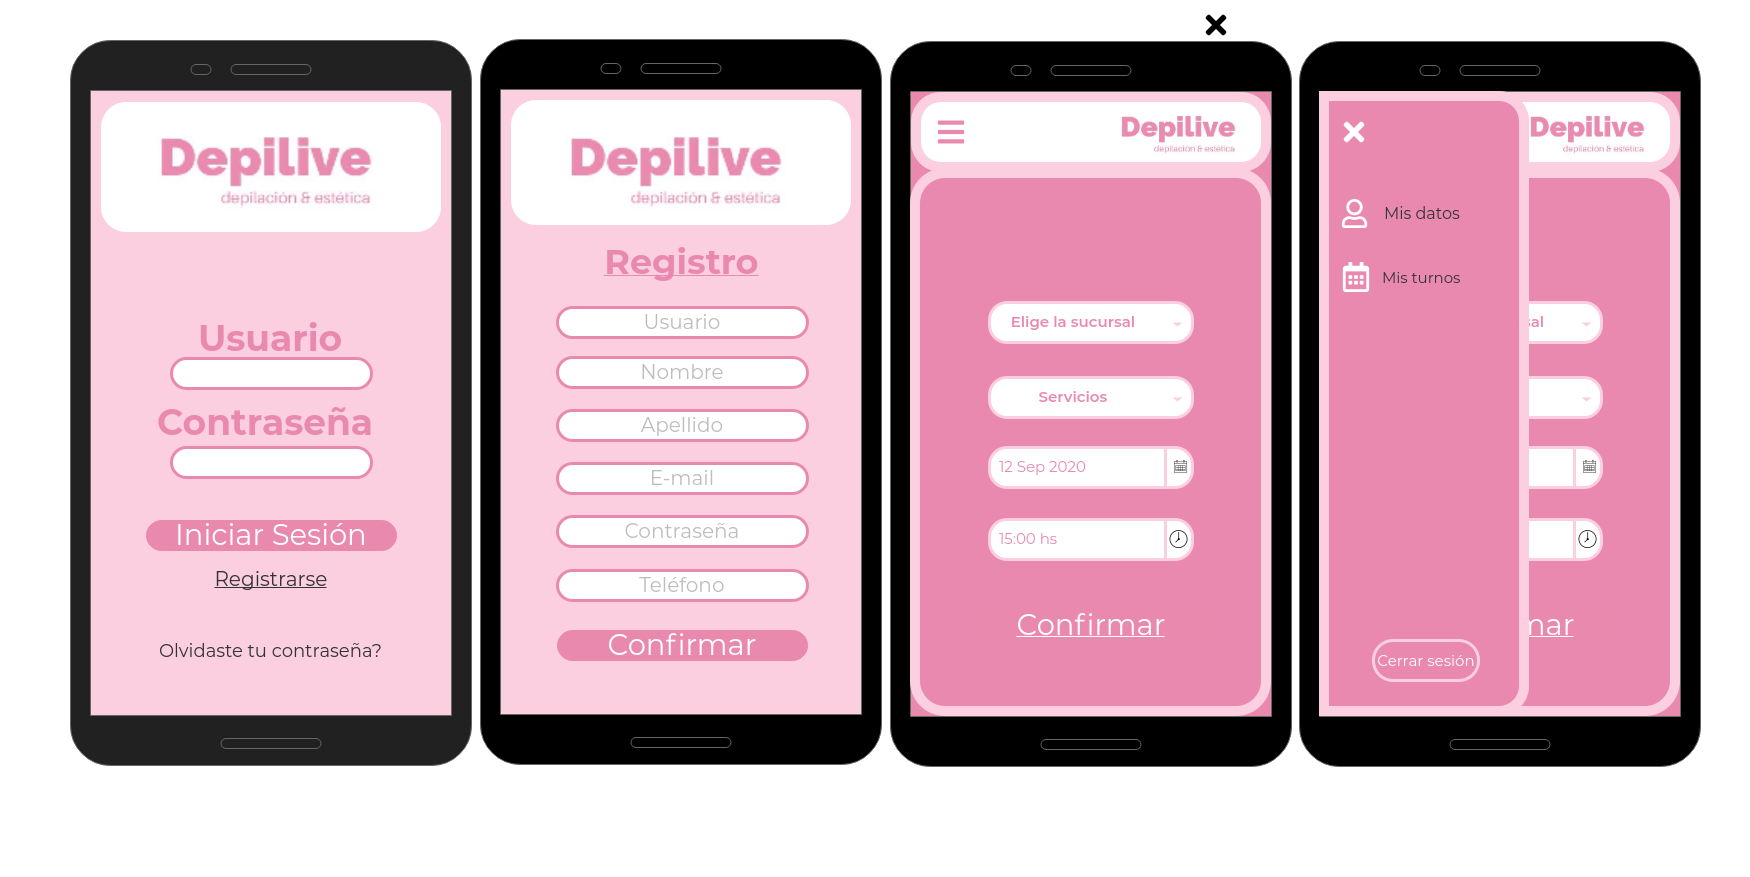 Depilive
depilación & estética
Usuario
Contraseña
Iniciar Sesión
Registrarse
Olvidaste tu contraseña?
Depilive
depilación & estética
Registro
Usuario
Nombre
Apellido
E-mail
Contraseña
Teléfono
Confirmar
Depilive
depilación & estética
Elige la sucursal
Servicios
12 Sep 2020
15:00 hs
Confirmar
Depilive
depilación & estética
Mis datos
Mis turnos
sal
mar
Cerrar sesión